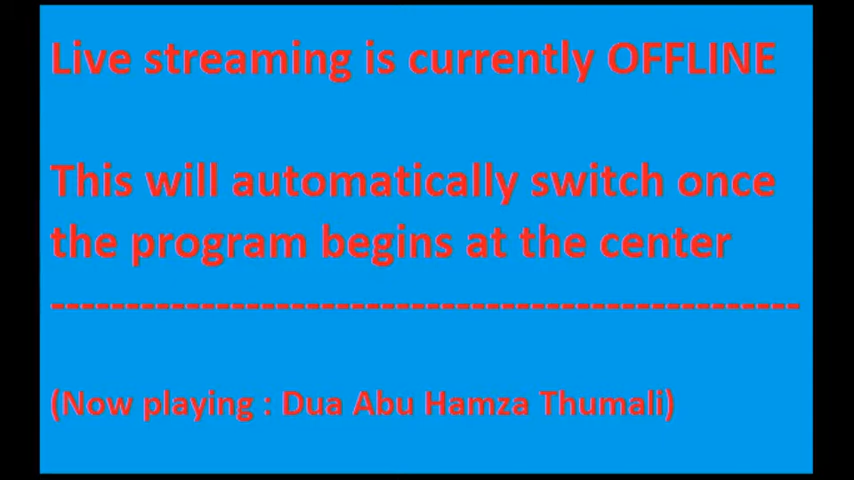 Live streaming is currently OFFLINE
This will automatically switch once
the program begins at the center
--------------------------------------------------
(Now playing : Dua Abu Hamza Thumali)